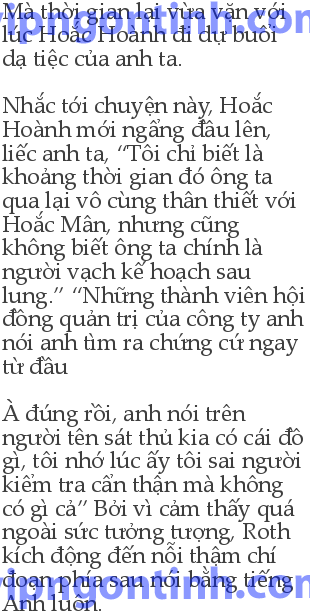 Mà thời gian lại vừa vặn với
lúc Hoắc Hoành đi dự buổi
dạ tiệc của anh ta.
Nhắc tới chuyện này, Hoắc
Hoành mới ngẩng đầu lên,
liếc anh ta, “Tôi chỉ biết là
khoảng thời gian đó ông ta
qua lại vô cùng thân thiết với
Hoắc Mân, nhưng cũng
không biết ông ta chính là
người vạch kế hoạch sau
lưng.” “Những thành viên hội
đồng quản trị của công ty anh
nói anh tìm ra chứng cứ ngay
từ đầu
À đúng rồi, anh nói trên
người tên sát thủ kia có cái đồ
gì, tôi nhớ lúc ấy tôi sai người
kiểm tra cẩn thận mà không
có gì cả” Bởi vì cảm thấy quá
ngoài sức tưởng tượng, Roth
kích động đến nỗi thậm chí
đoạn phía sau nói bằng tiếng
Anh luôn.